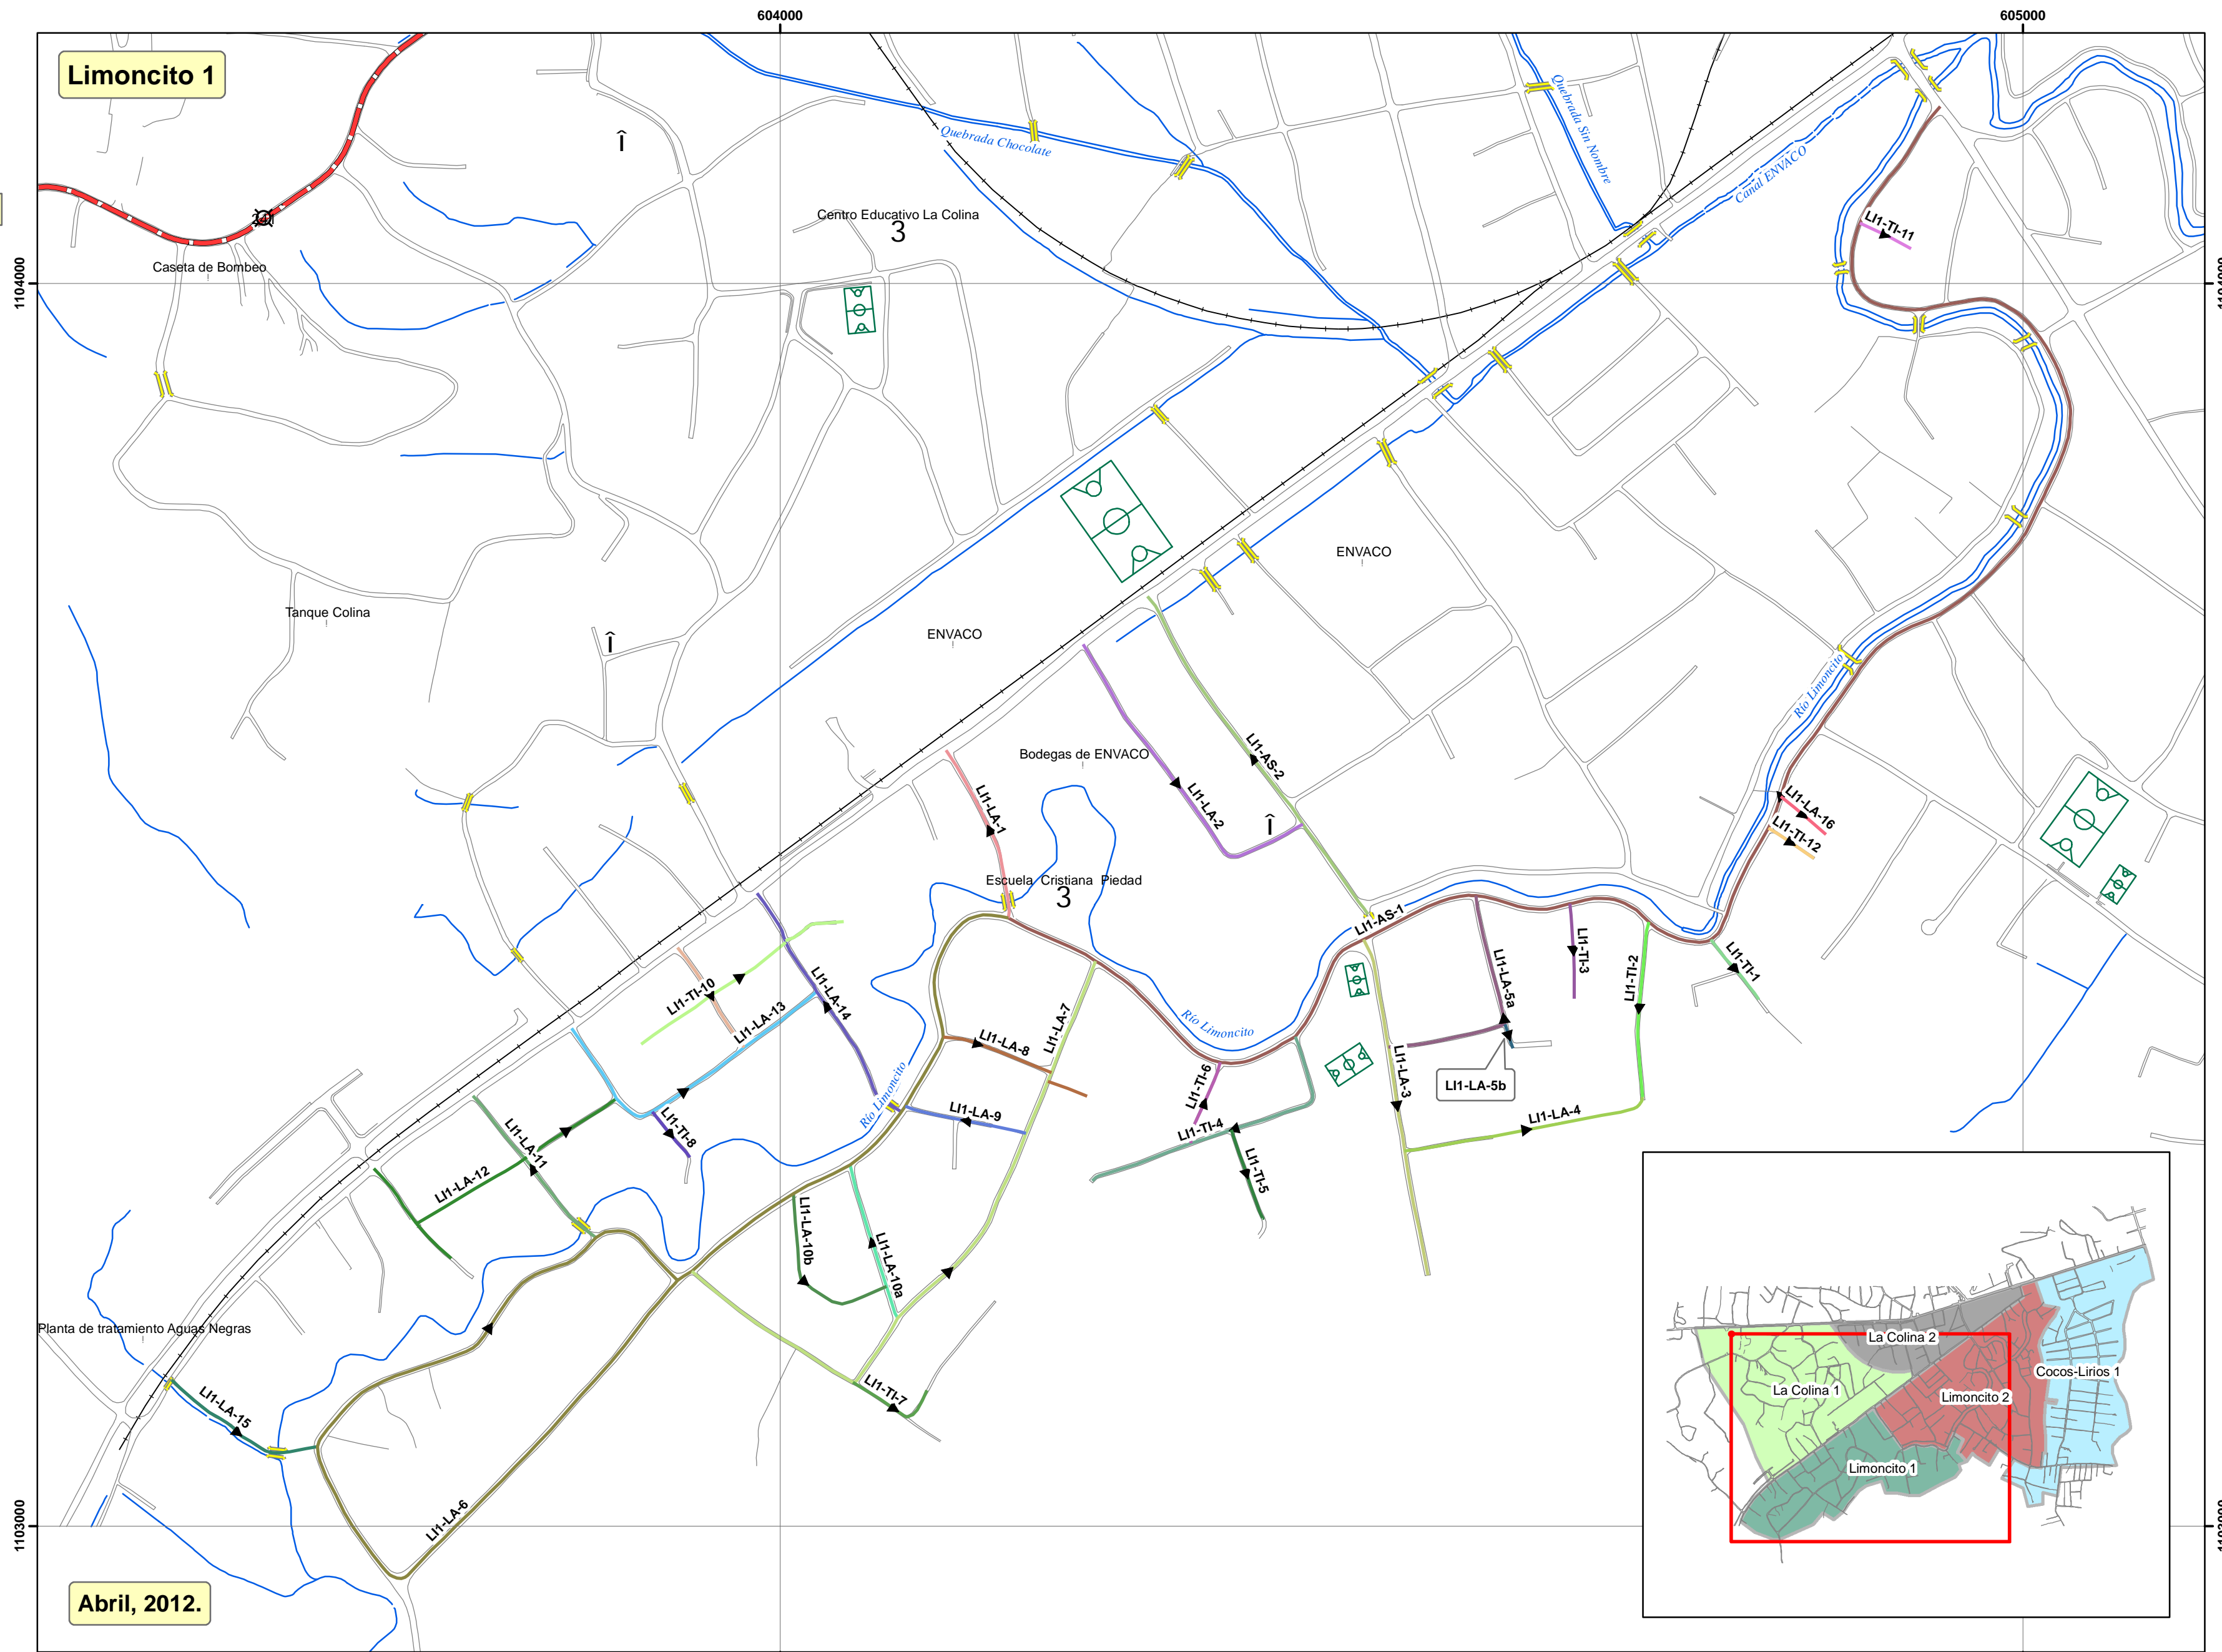 604000
605000
Limoncito 1
Quebrada Sin Nombre
Quebrada Chocolate
Canal ENVACO
Î
Centro Educativo La Colina
3
LI1-TI-11
Caseta de Bombeo
1104000
1104000
ENVACO
Tanque Colina
ENVACO
Î
Río Limoncito
Bodegas de ENVACO
LI1-AS-2
LI1-LA-1
LI1-LA-2
Î
LI1-LA-16
LI1-TI-12
Escuela Cristiana Piedad
3
LI1-AS-1
LI1-TI-10
LI1-LA-14
LI1-LA-13
LI1-LA-7
LI1-LA-8
LI1-LA-5a
LI1-TI-3
LI1-TI-2
LI1-TI-1
Río Limoncito
Río Limoncito
LI1-LA-3
LI1-LA-5b
LI1-TI-6
LI1-LA-9
LI1-TI-8
LI1-LA-4
LI1-TI-4
LI1-LA-11
LI1-LA-12
LI1-TI-5
LI1-LA-10b
LI1-LA-10a
Planta de tratamiento Aguas Negras
LI1-LA-15
LI1-TI-7
LI1-LA-6
La Colina 2
Cocos-Lirios 1
La Colina 1
Limoncito 2
Limoncito 1
1103000
1103000
Abril, 2012.